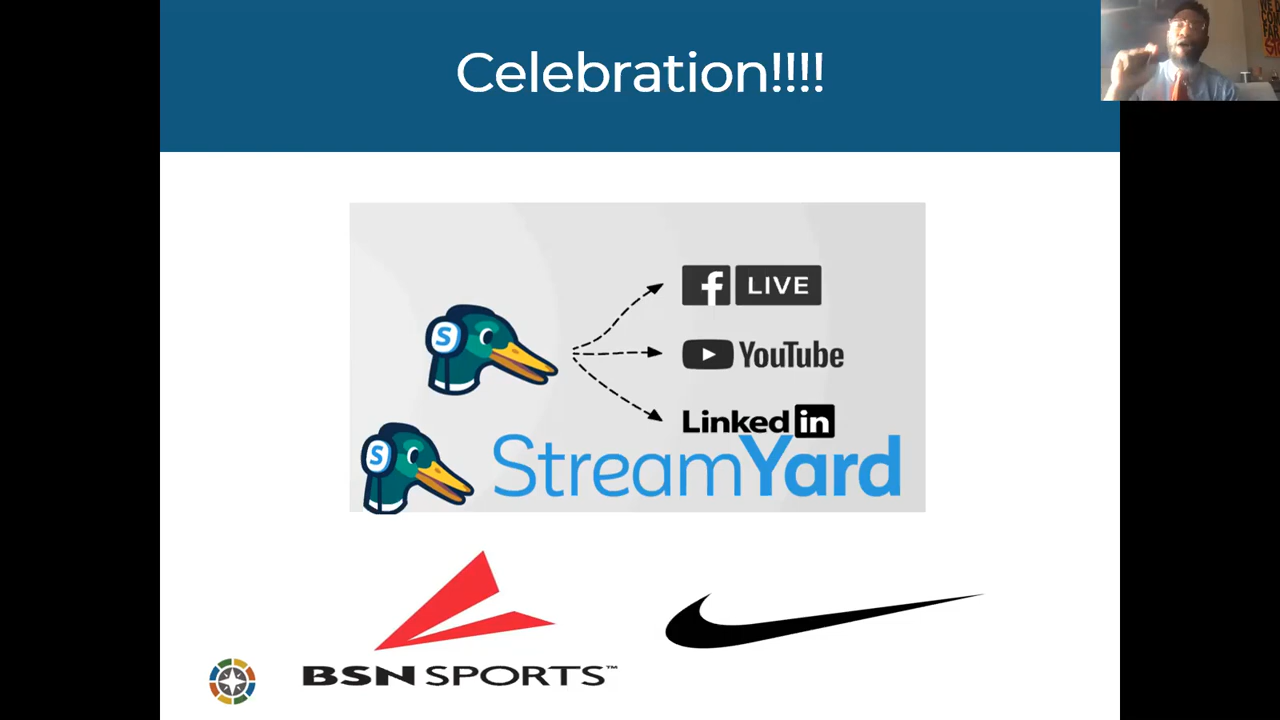 Celebration!!!!
f LIVE
YouTube
Linked in
S
S
StreamYard
BSN SPORTS™